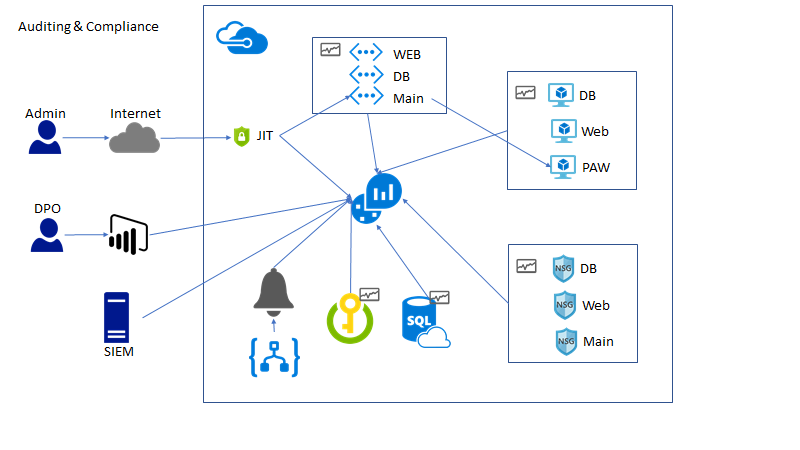 Auditing & Compliance
WEB
DB
Main
DB
Web
PAW
Admin
Internet
JIT
DPO
SIEM
SQL
NSG DB
NSG Web
NSG Main